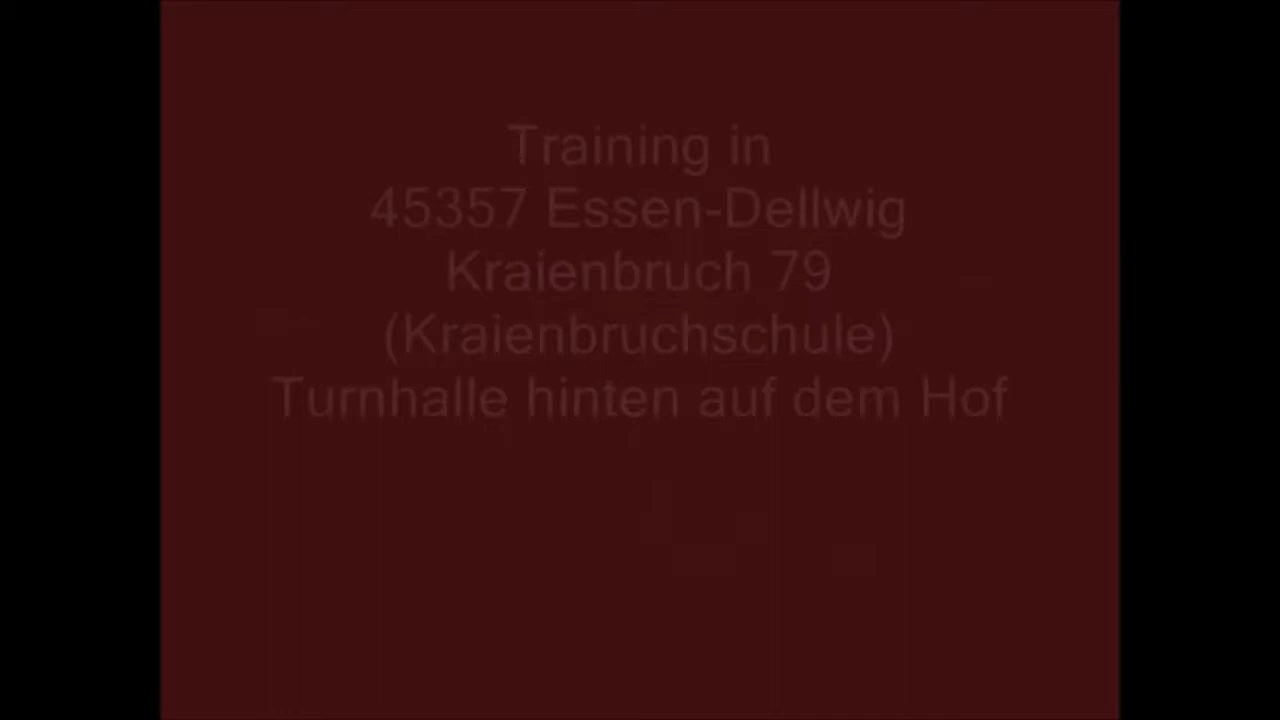 Training in
45357 Essen-Dellwig
Kraienbruch 79
(Kraienbruchschule)
Turnhalle hinten auf dem Hof